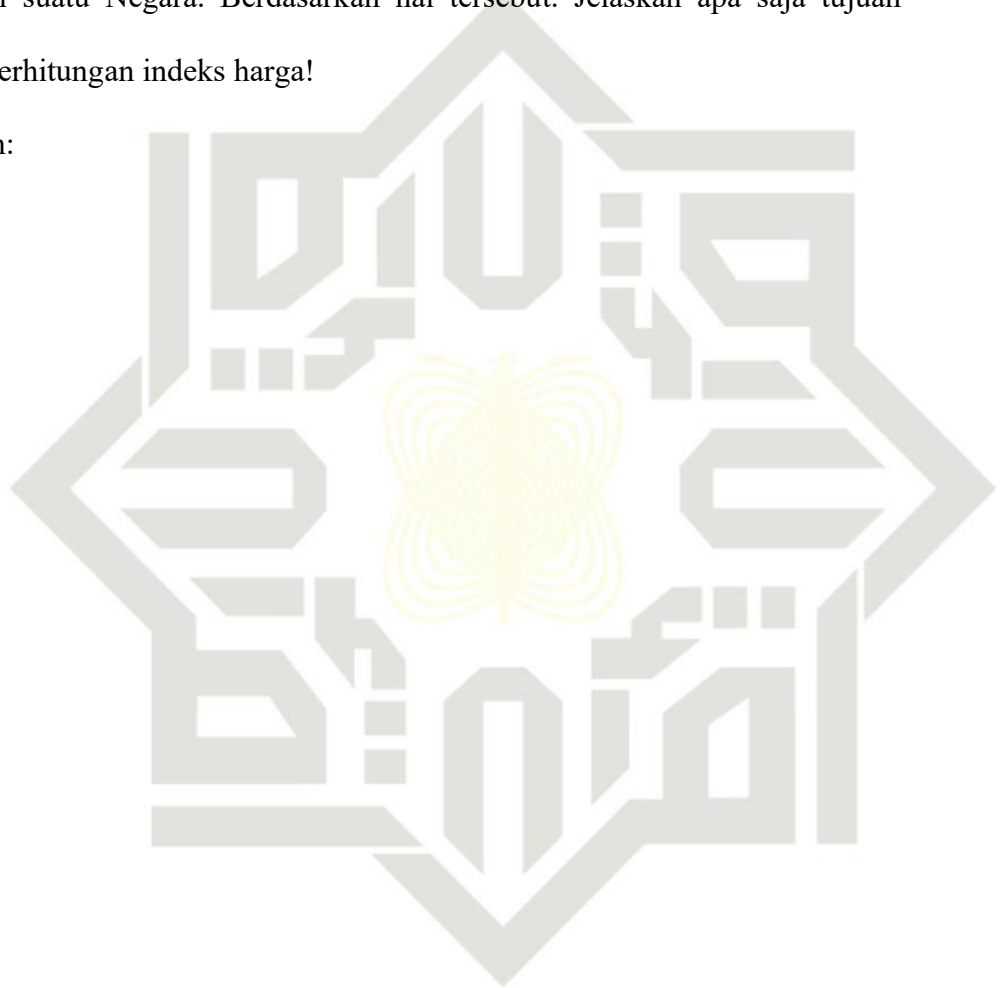 suatu Negara. Berdasarkan hal tersebut. Jelaskan apa saja tujuan
erhitungan indeks harga!
n: